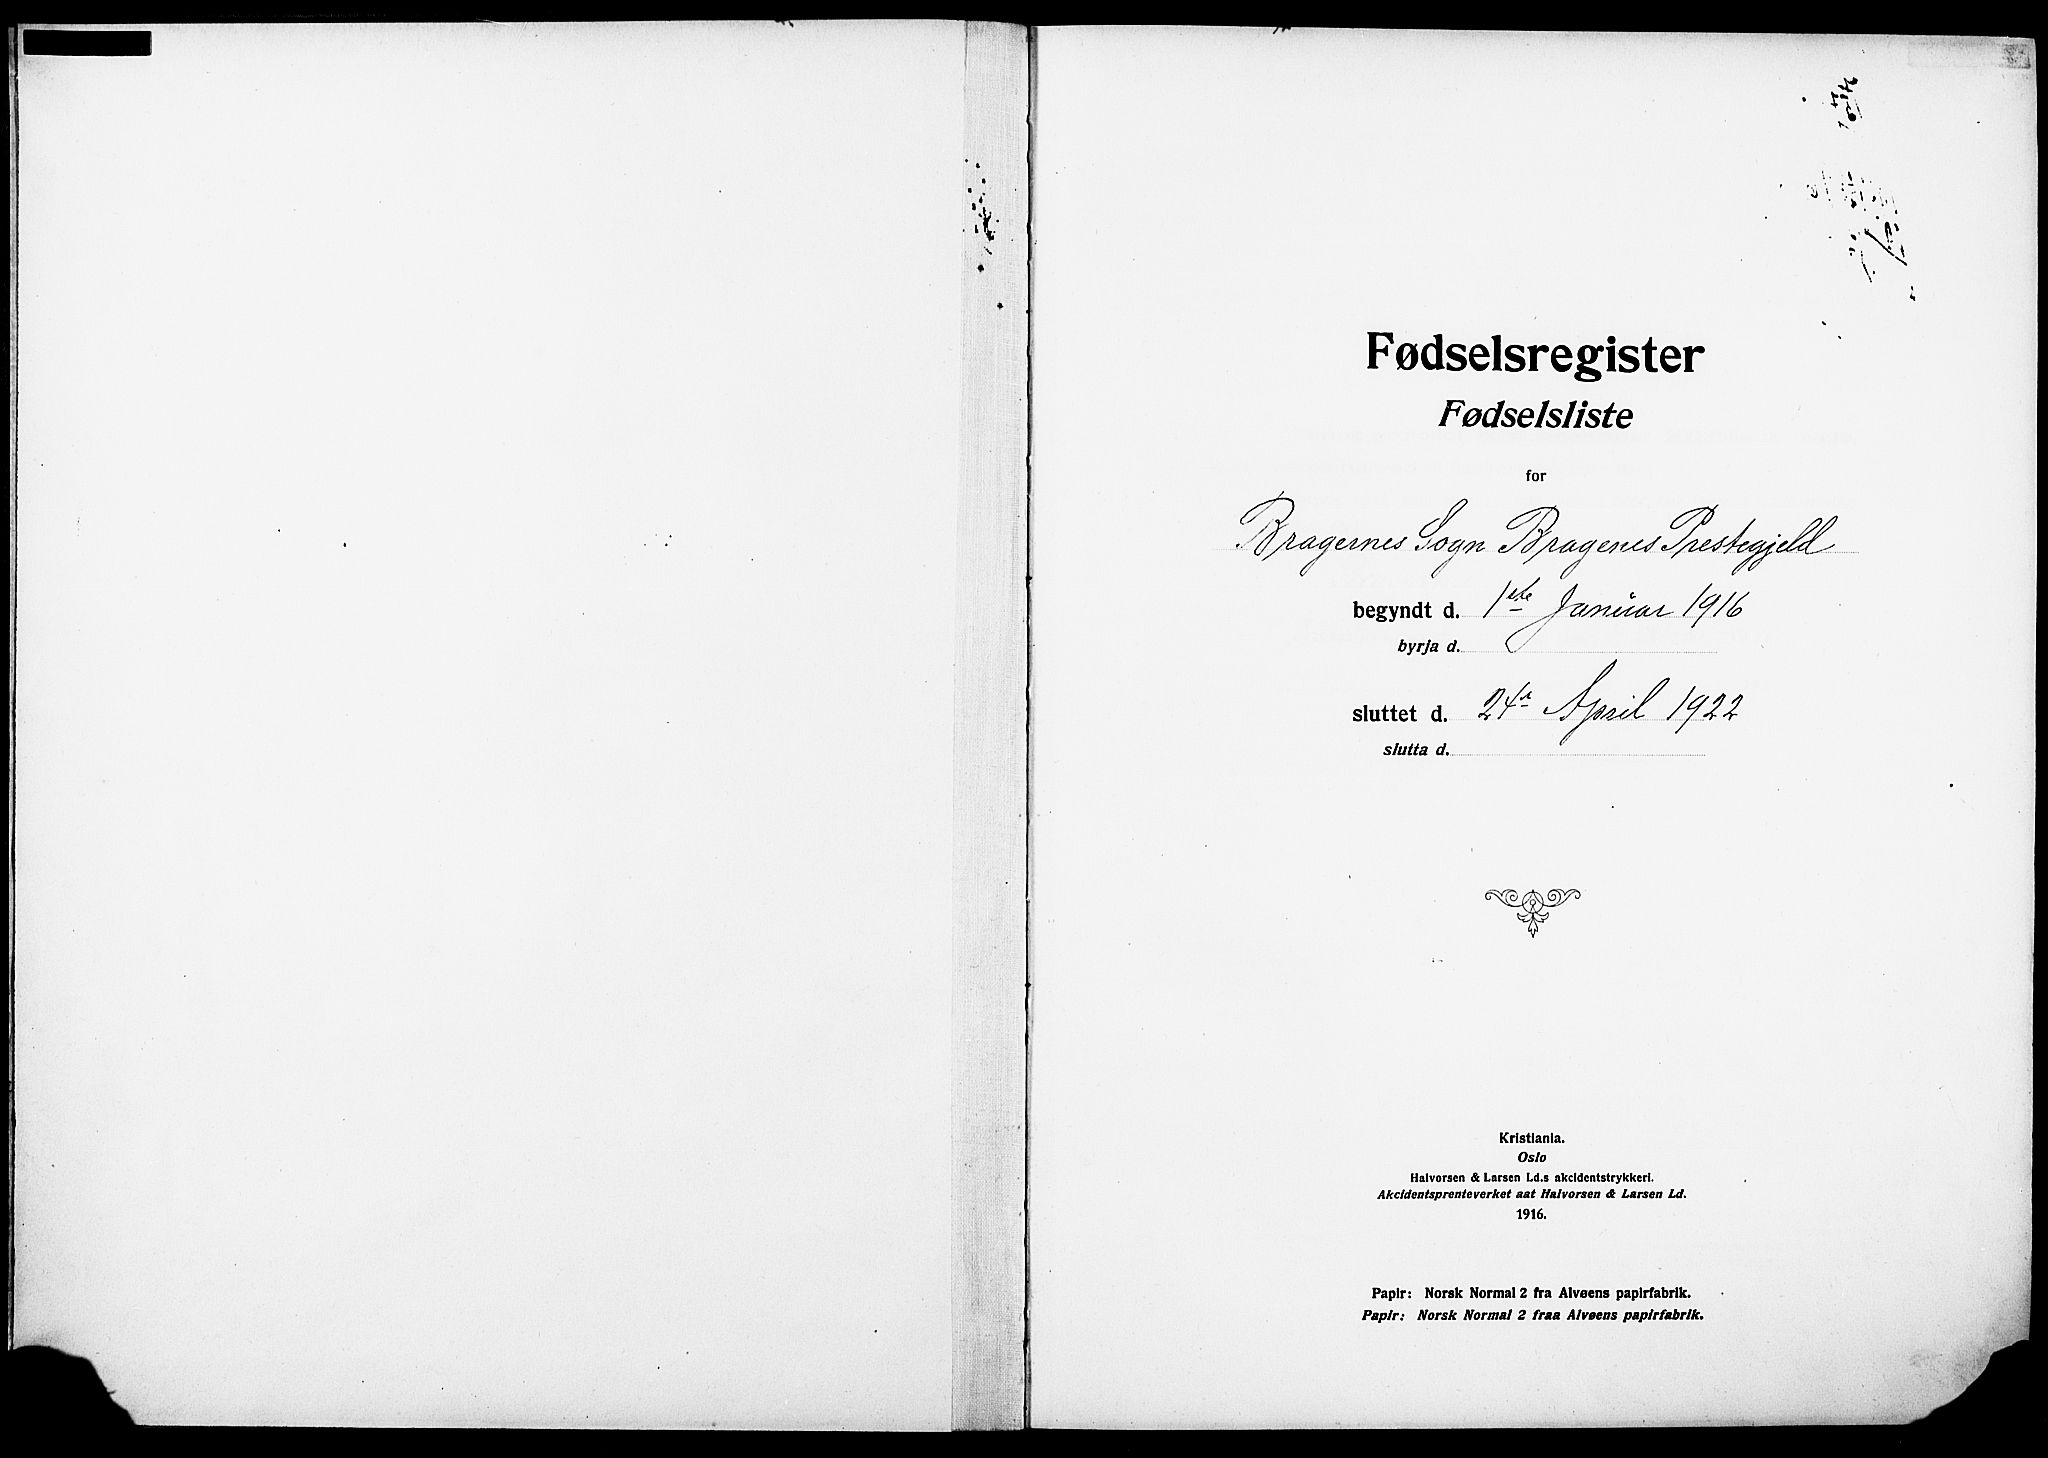 Fødselsregister
Fødselsliste
for
Bragernes Sogn Bragenes Prestegjeld
begyndt d. 1ste Januar 1916
byrja d.
sluttet d. 24de April 1922
slutta d.
Kristiania.
Oslo
Halvorsen & Larsen Ld.s akcidentstrykkeri.
Akcidentsprenteverket aat Halvorsen & Larsen Ld.
1916.
Papir: Norsk Normal 2 fra Alvøens papirfabrik.
Papir: Norsk Normal 2 fraa Alvøens papirfabrik.